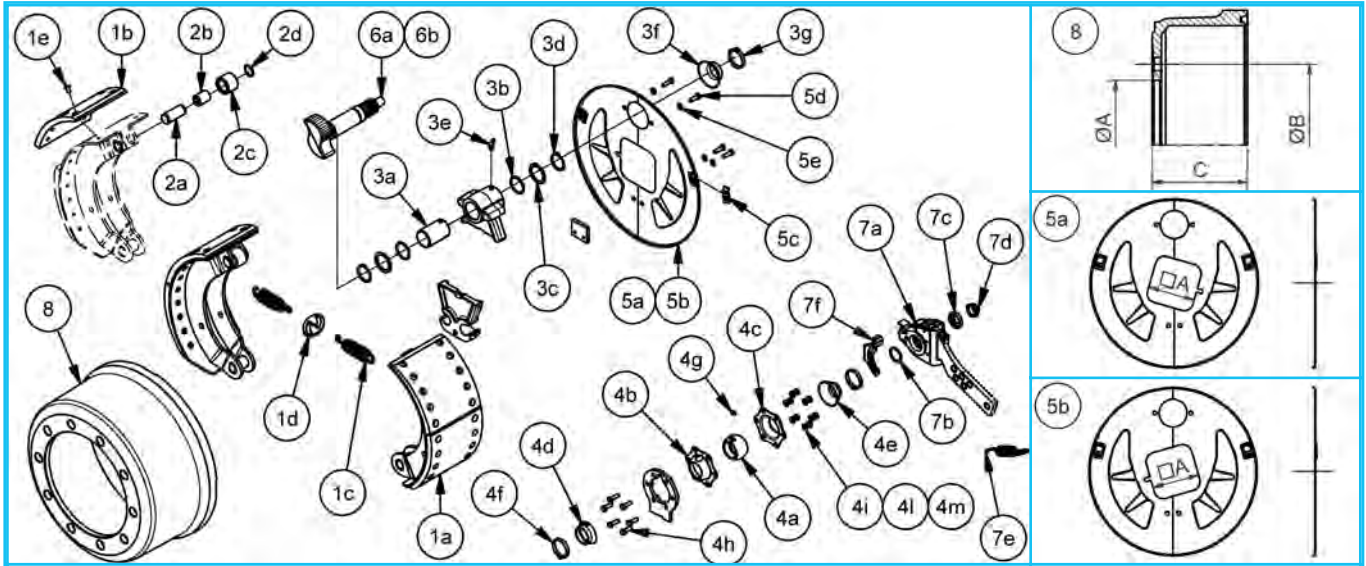 1e
1b
2b
2d
6a
6b
3d
3f
3g
3b
5d
3e
5e
2c
2a
3a
5c
3c
5a
5b
7a
7c
7d
8
7f
4c
4g
4b
1d
7b
4e
4d
4a
1c
4f
1a
4h
4i
4l
4m
7e
8
ØA
ØB
C
5a
□A
5b
□A